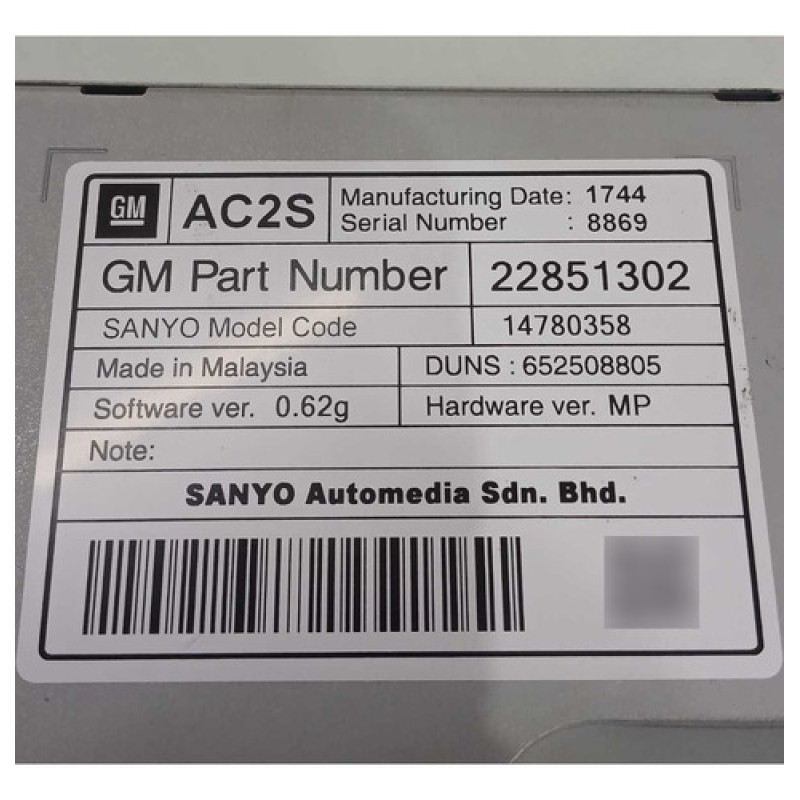 GM AC2S Manufacturing Date: 1744
Serial Number : 8869
GM Part Number 22851302
SANYO Model Code 14780358
Made in Malaysia DUNS : 652508805
Software ver. 0.62g Hardware ver. MP
Note:
SANYO Automedia Sdn. Bhd.